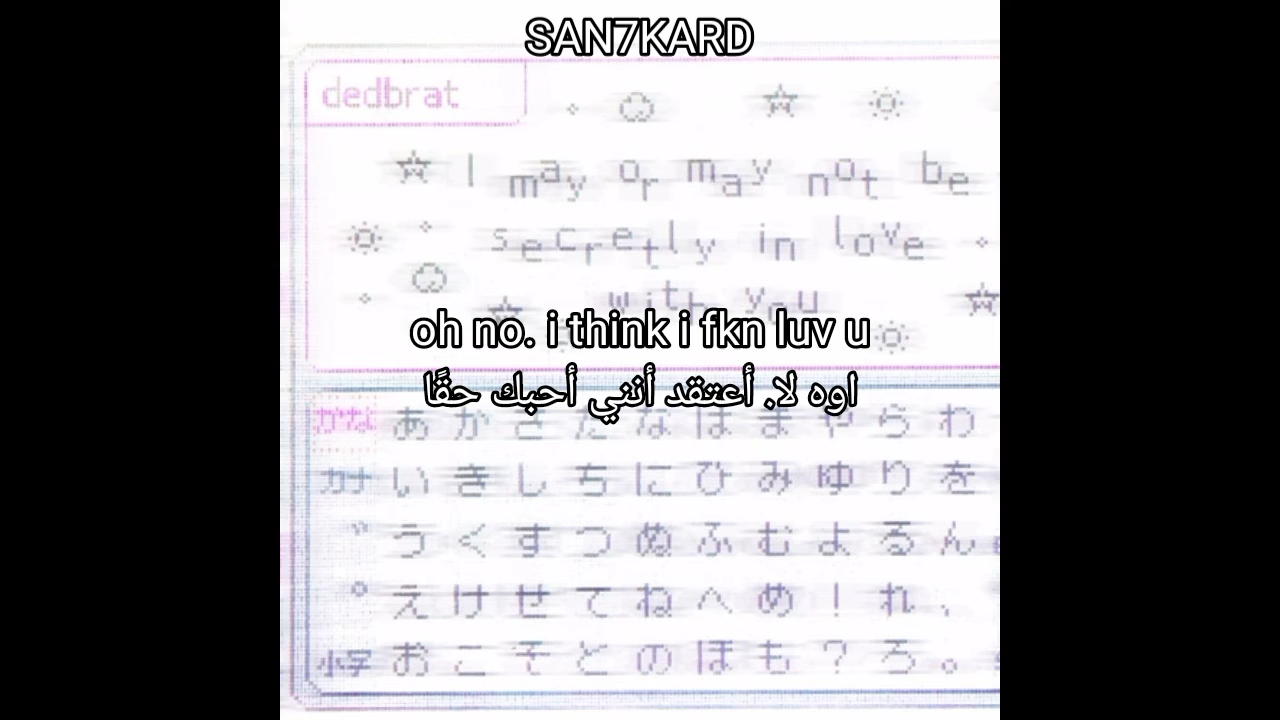 SAN7KARD
dedbrat
I may or may not be
secretly in love
with you
oh no. i think i fkn luv u
اوه لا. أعتقد أنني أحبك حقًا
かな あ か さ た な は ま や ら わ
カナ い き し ち に ひ み ゆ り を
゛ う く す つ ぬ ふ む よ る ん
゜ え け せ て ね へ め ! れ 、
小字 お こ そ と の ほ も ? ろ 。